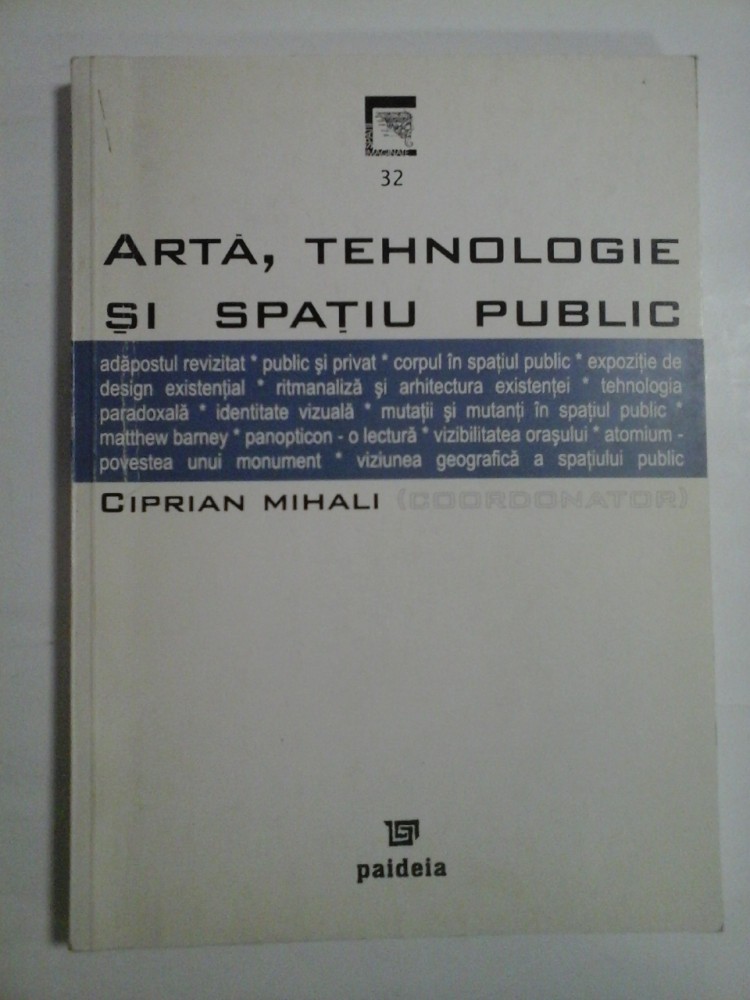 IMAGINATE
32
ARTĂ, TEHNOLOGIE
ȘI SPAȚIU PUBLIC
adăpostul revizitat * public și privat * corpul în spațiul public * expoziție de
design existențial * ritmanaliză și arhitectura existenței * tehnologia
paradoxală * identitate vizuală * mutații și mutanți în spațiul public *
matthew barney * panopticon - o lectură * vizibilitatea orașului * atomium -
povestea unui monument * viziunea geografică a spațiului public
CIPRIAN MIHALI (COORDONATOR)
paideia